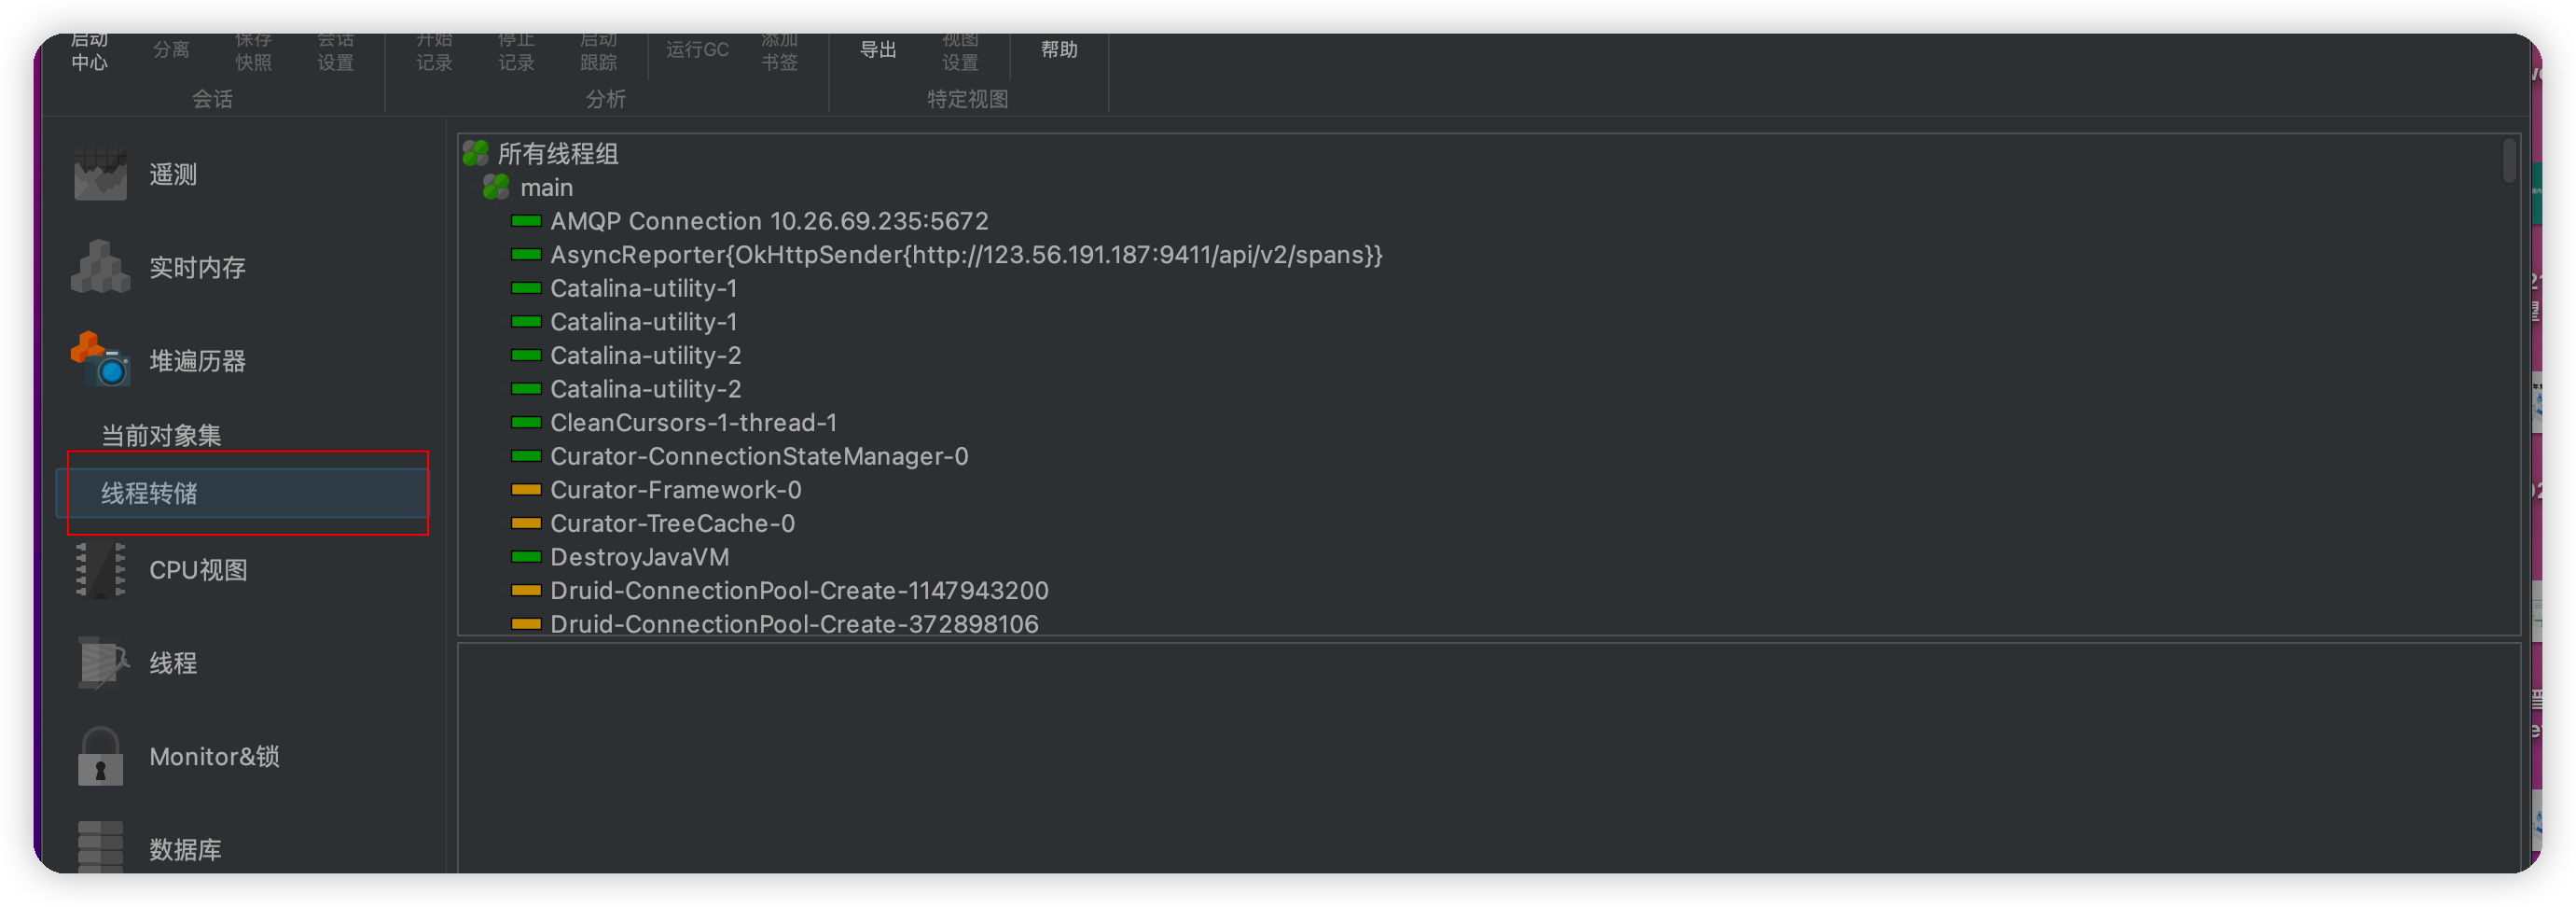 启动
中心
分离
保存
快照
会话
设置
开始
记录
停止
记录
启动
跟踪
运行GC
添加
书签
导出
视图
设置
帮助
会话
分析
特定视图
遥测
实时内存
堆遍历器
当前对象集
线程转储
CPU视图
线程
Monitor&锁
数据库
所有线程组
main
AMQP Connection 10.26.69.235:5672
AsyncReporter{OkHttpSender{http://123.56.191.187:9411/api/v2/spans}}
Catalina-utility-1
Catalina-utility-1
Catalina-utility-2
Catalina-utility-2
CleanCursors-1-thread-1
Curator-ConnectionStateManager-0
Curator-Framework-0
Curator-TreeCache-0
DestroyJavaVM
Druid-ConnectionPool-Create-1147943200
Druid-ConnectionPool-Create-372898106